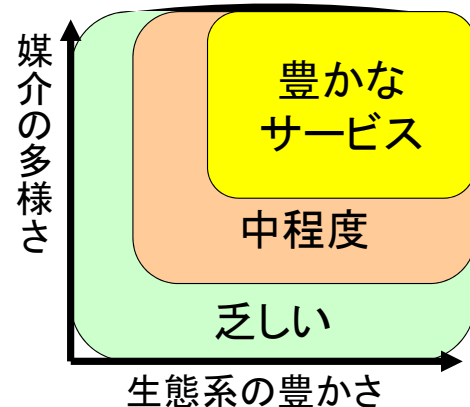 媒介の多様さ
豊かな
サービス
中程度
乏しい
生態系の豊かさ